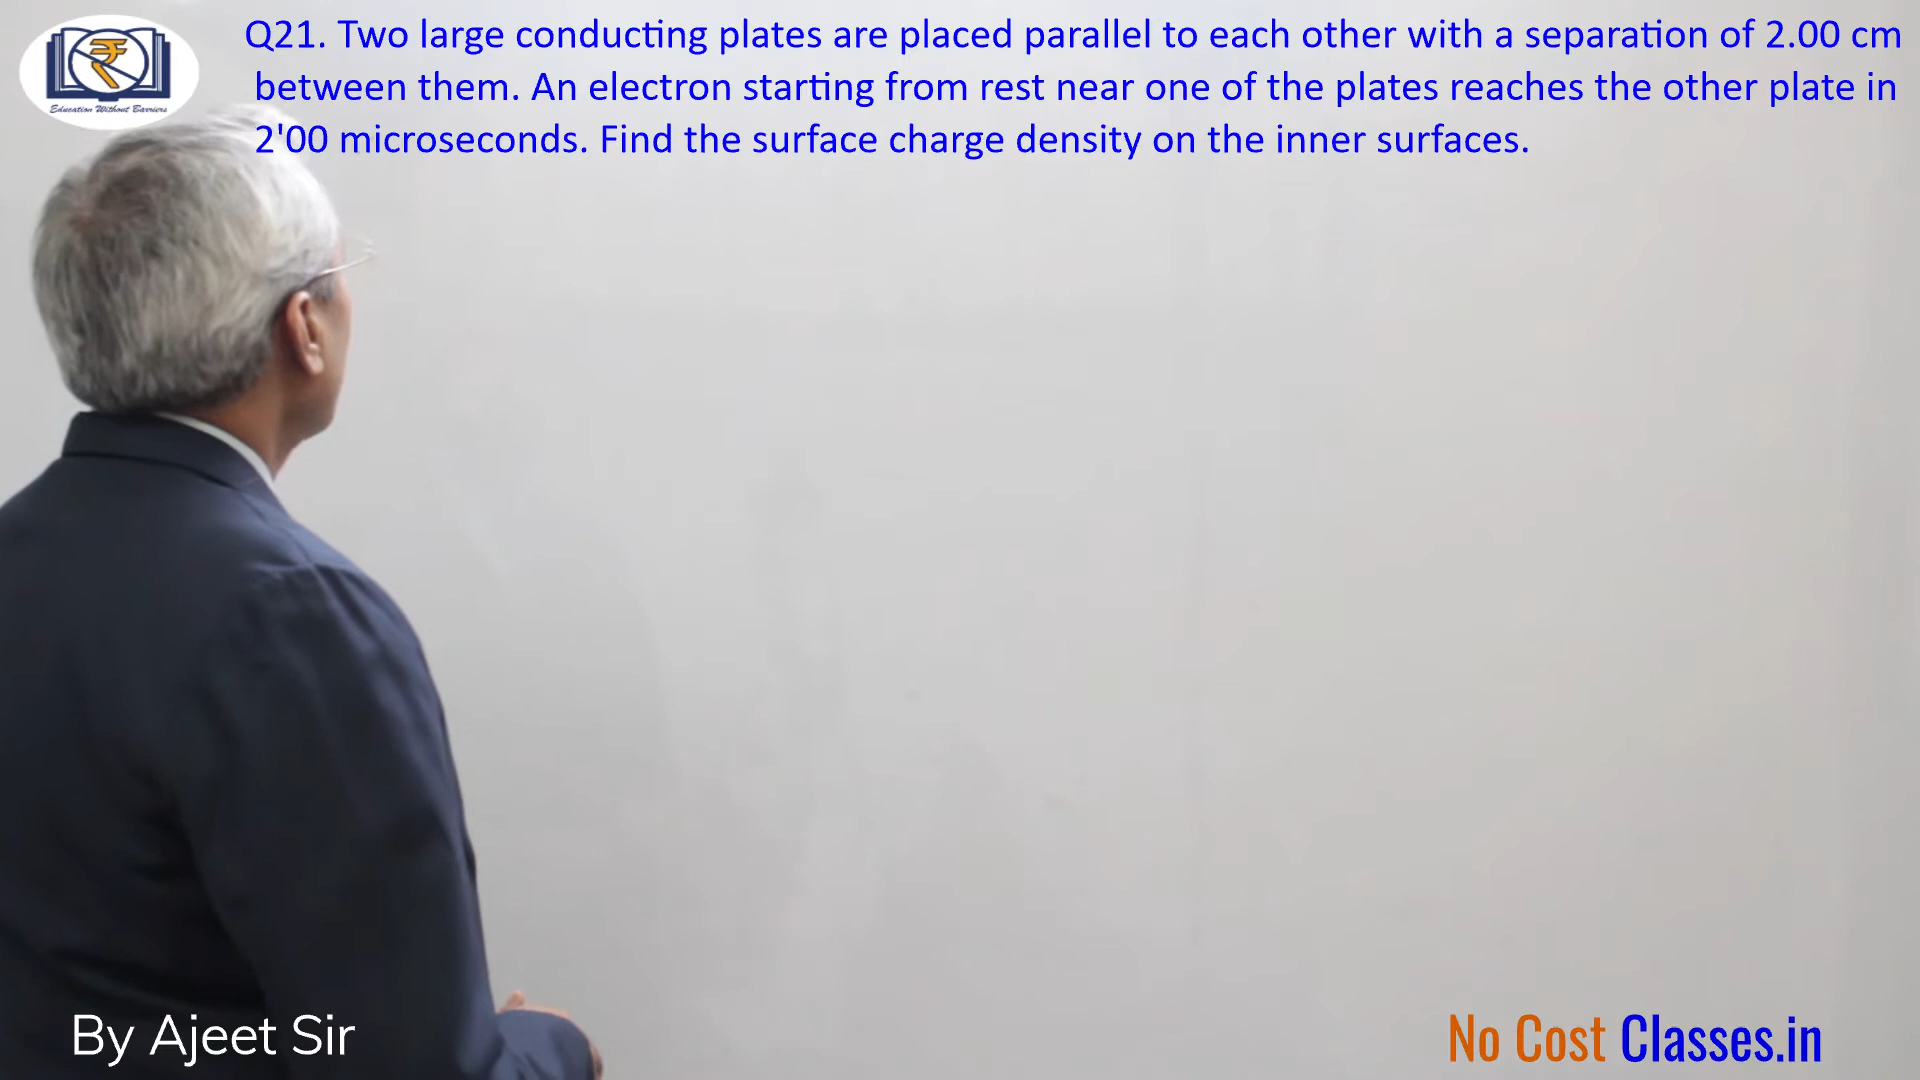 Q21. Two large conducting plates are placed parallel to each other with a separation of 2.00 cm
between them. An electron starting from rest near one of the plates reaches the other plate in
2'00 microseconds. Find the surface charge density on the inner surfaces.
Education Without Barriers
By Ajeet Sir
No Cost Classes.in